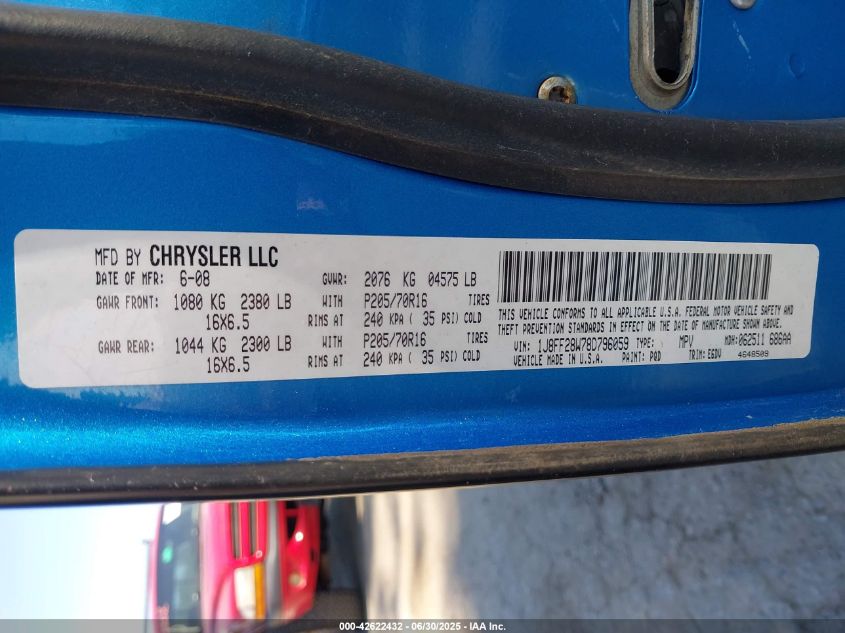 MFD BY CHRYSLER LLC
DATE OF MFR: 6-08 GVWR: 2076 KG 04575 LB
GAWR FRONT: 1080 KG 2380 LB WITH P205/70R16 TIRES
16X6.5 RIMS AT 240 KPA ( 35 PSI) COLD
GAWR REAR: 1044 KG 2300 LB WITH P205/70R16 TIRES
16X6.5 RIMS AT 240 KPA ( 35 PSI) COLD
THIS VEHICLE CONFORMS TO ALL APPLICABLE U.S.A. FEDERAL MOTOR VEHICLE SAFETY AND
THEFT PREVENTION STANDARDS IN EFFECT ON THE DATE OF MANUFACTURE SHOWN ABOVE.
VIN: 1J8FF28W78D796059 TYPE: MPV MDH: 062511 686AA
VEHICLE MADE IN U.S.A. PAINT: PQD TRIM: EGDV 4648509
000-42622432 - 06/30/2025 - IAA Inc.